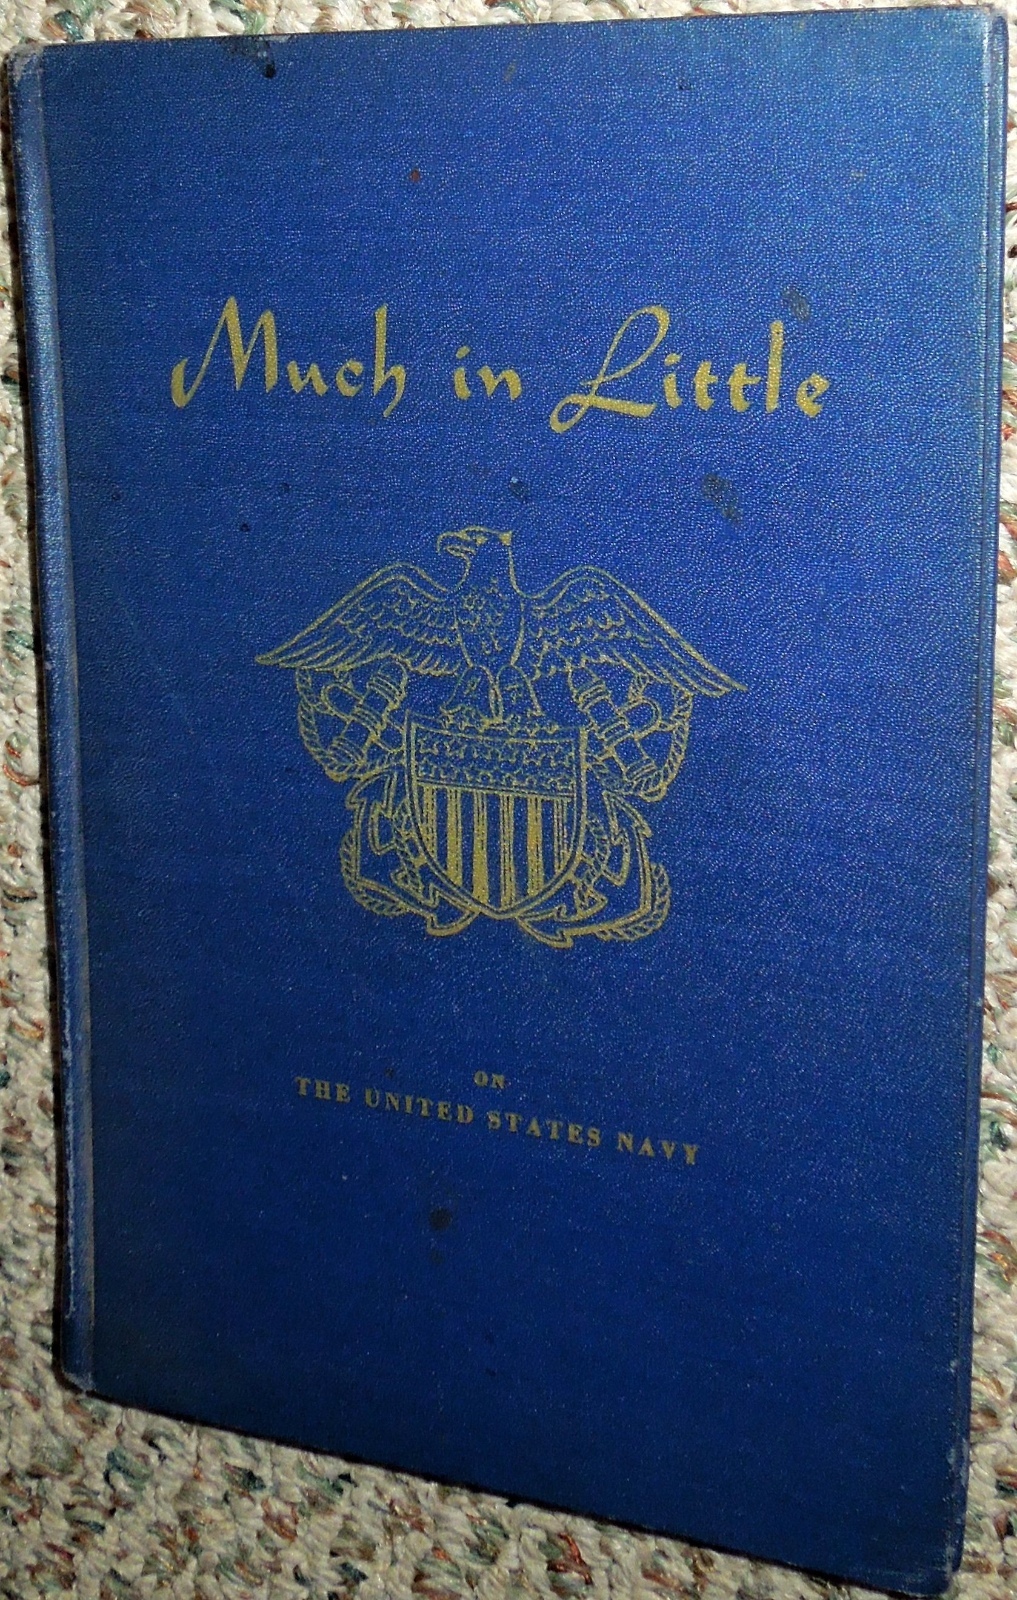 Much in Little
ON
THE UNITED STATES NAVY